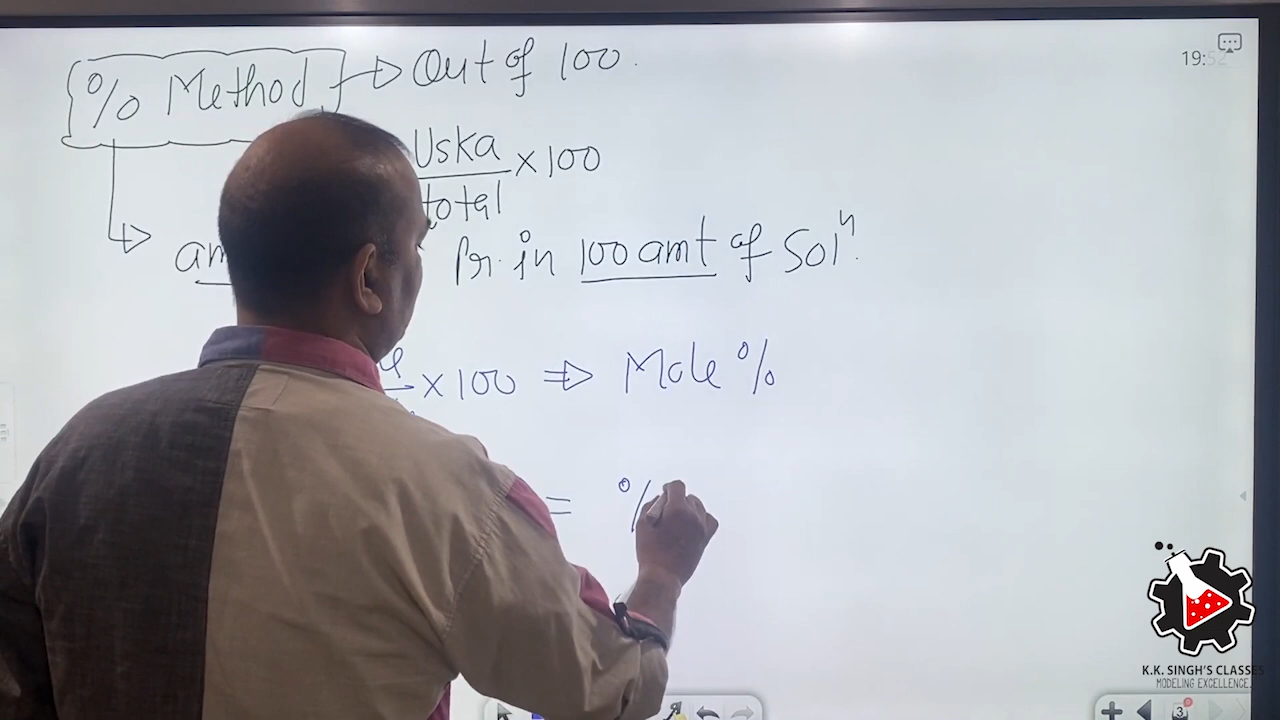 % Method → Out of 100.
19:52
Uska/total × 100
Pr. in 100 amt of Solⁿ.
× 100 ⇒ Mole %
= %
K.K. SINGH'S CLASSES
MODELING EXCELLENCE.
3